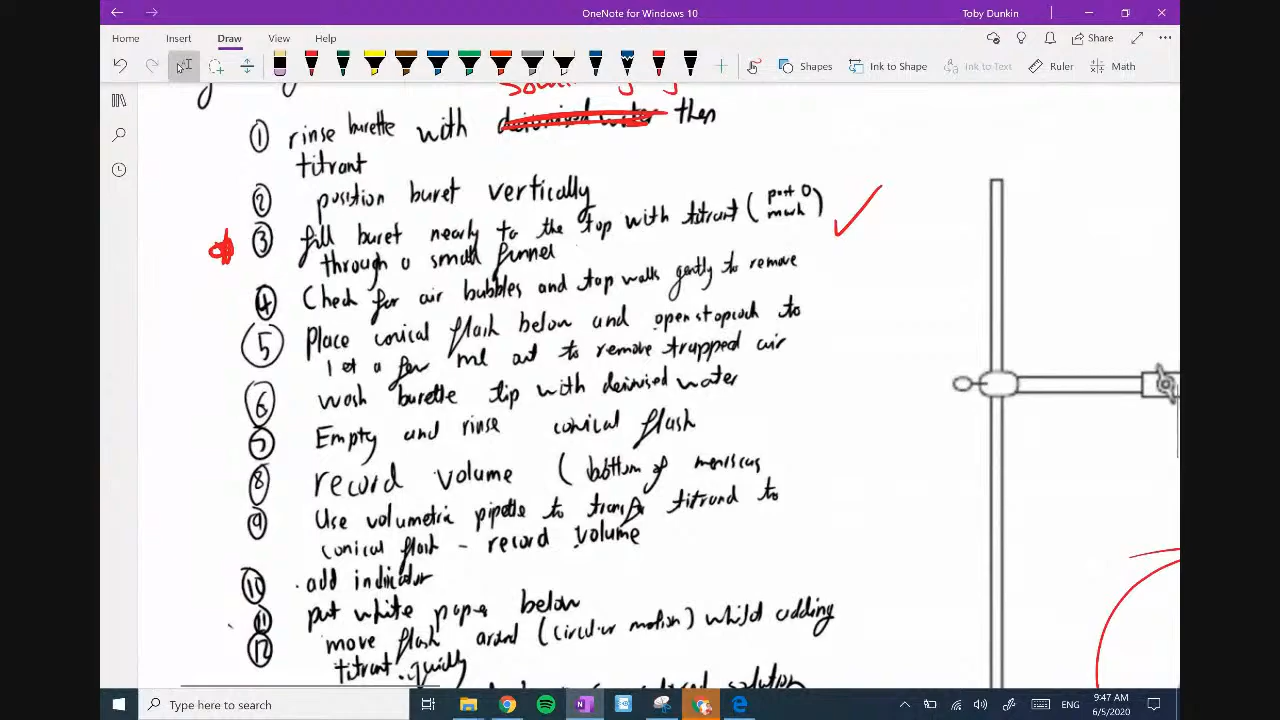 OneNote for Windows 10
Toby Dunkin
Home Insert Draw View Help
Share
Shapes Ink to Shape Ink to Text Ruler Math
① rinse burette with deionised water then
titrant
② position buret vertically
③ fill buret nearly to the top with titrant (past 0
mark)
through a small funnel
④ Check for air bubbles and tap walls gently to remove
⑤ Place conical flask below and open stopcock to
let a few ml out to remove trapped air
⑥ wash burette tip with deionised water
⑦ Empty and rinse conical flask
⑧ record volume (bottom of meniscus
⑨ Use volumetric pipette to transfer titrand to
conical flask - record volume
⑩ add indicator
⑪ put white paper below
⑫ move flask around (circular motion) whilst adding
titrant quickly
solution
Type here to search
ENG
9:47 AM
6/5/2020